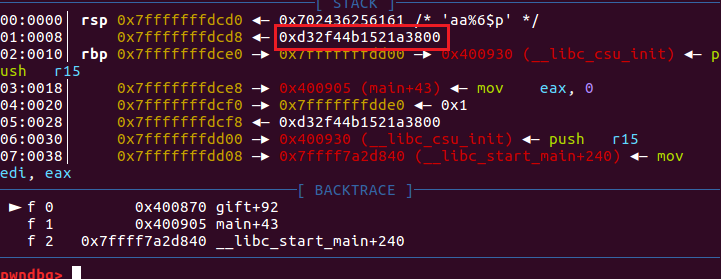 [ STACK ]
00:0000│ rsp 0x7fffffffdcd0 ◂— 0x702436256161 /* 'aa%6$p' */
01:0008│ 0x7fffffffdcd8 ◂— 0xd32f44b1521a3800
02:0010│ rbp 0x7fffffffdce0 —▸ 0x7fffffffdd00 —▸ 0x400930 (__libc_csu_init) ◂— p
ush r15
03:0018│ 0x7fffffffdce8 —▸ 0x400905 (main+43) ◂— mov eax, 0
04:0020│ 0x7fffffffdcf0 —▸ 0x7fffffffdde0 ◂— 0x1
05:0028│ 0x7fffffffdcf8 ◂— 0xd32f44b1521a3800
06:0030│ 0x7fffffffdd00 —▸ 0x400930 (__libc_csu_init) ◂— push r15
07:0038│ 0x7fffffffdd08 —▸ 0x7ffff7a2d840 (__libc_start_main+240) ◂— mov
edi, eax
[ BACKTRACE ]
► f 0 0x400870 gift+92
f 1 0x400905 main+43
f 2 0x7ffff7a2d840 __libc_start_main+240
pwndbg>